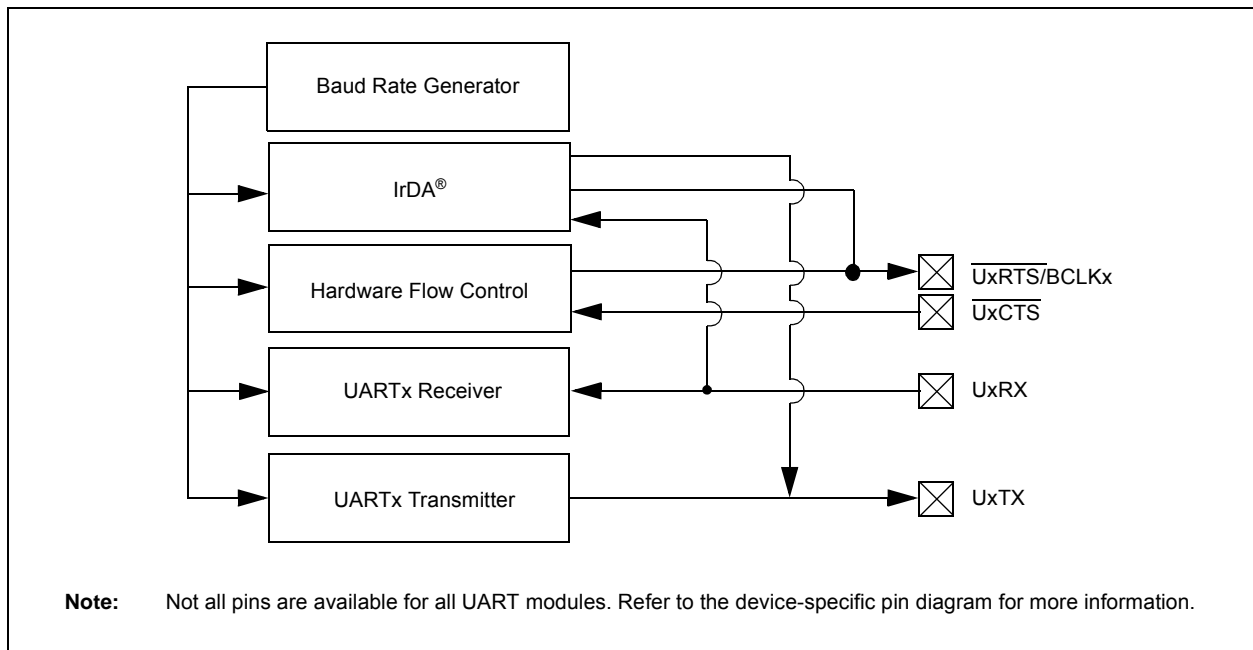 Baud Rate Generator
IrDA®
Hardware Flow Control
UxRTS/BCLKx
UxCTS
UARTx Receiver
UxRX
UARTx Transmitter
UxTX
Note: Not all pins are available for all UART modules. Refer to the device-specific pin diagram for more information.